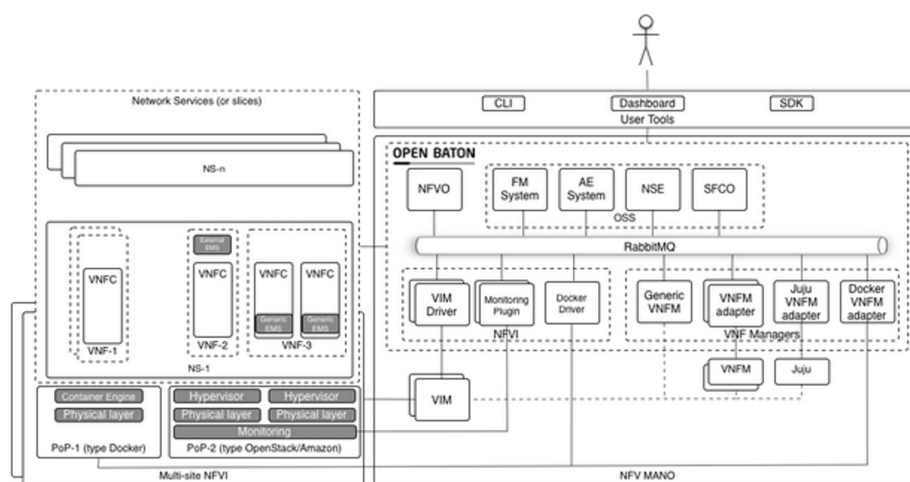 CLI
Dashboard
SDK
User Tools
Network Services (or slices)
NS-n
VNFC
VNF-1
External
EMS
VNFC
VNF-2
VNFC
VNFC
Generic
EMS
Generic
EMS
VNF-3
NS-1
Container Engine
Physical layer
PoP-1 (type Docker)
Hypervisor
Hypervisor
Physical layer
Physical layer
Monitoring
PoP-2 (type OpenStack/Amazon)
Multi-site NFVI
OPEN BATON
NFVO
FM
System
AE
System
NSE
SFCO
OSS
RabbitMQ
VIM
Driver
Monitoring
Plugin
Docker
Driver
NFVI
Generic
VNFM
VNFM
adapter
Juju
VNFM
adapter
Docker
VNFM
adapter
VNF Managers
VIM
VNFM
Juju
NFV MANO